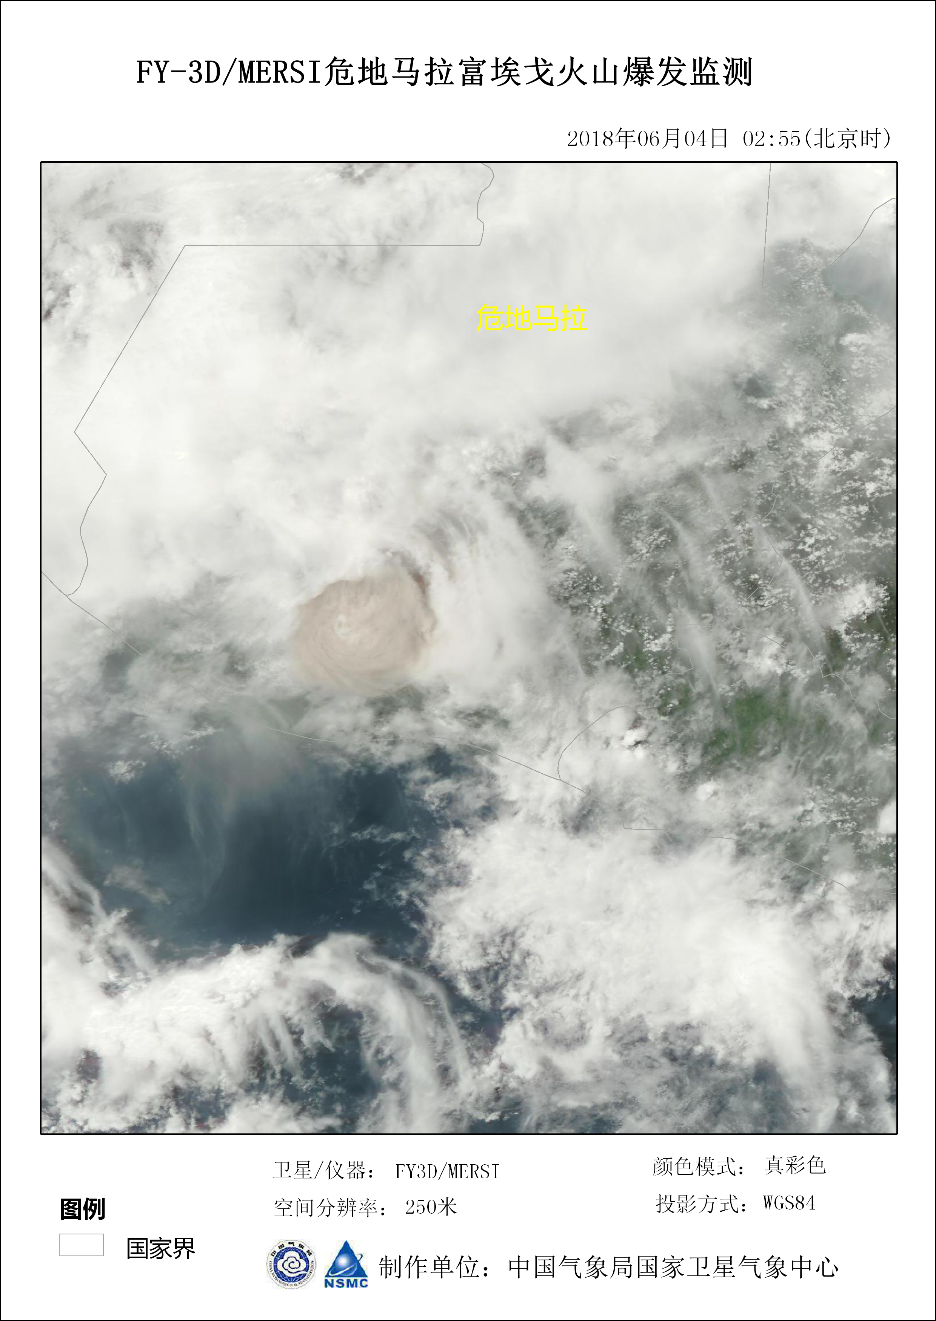 FY-3D/MERSI危地马拉富埃戈火山爆发监测
2018年06月04日 02:55(北京时)
危地马拉
卫星/仪器: FY3D/MERSI
颜色模式: 真彩色
空间分辨率: 250米
投影方式: WGS84
图例
国家界
NSMC
制作单位: 中国气象局国家卫星气象中心